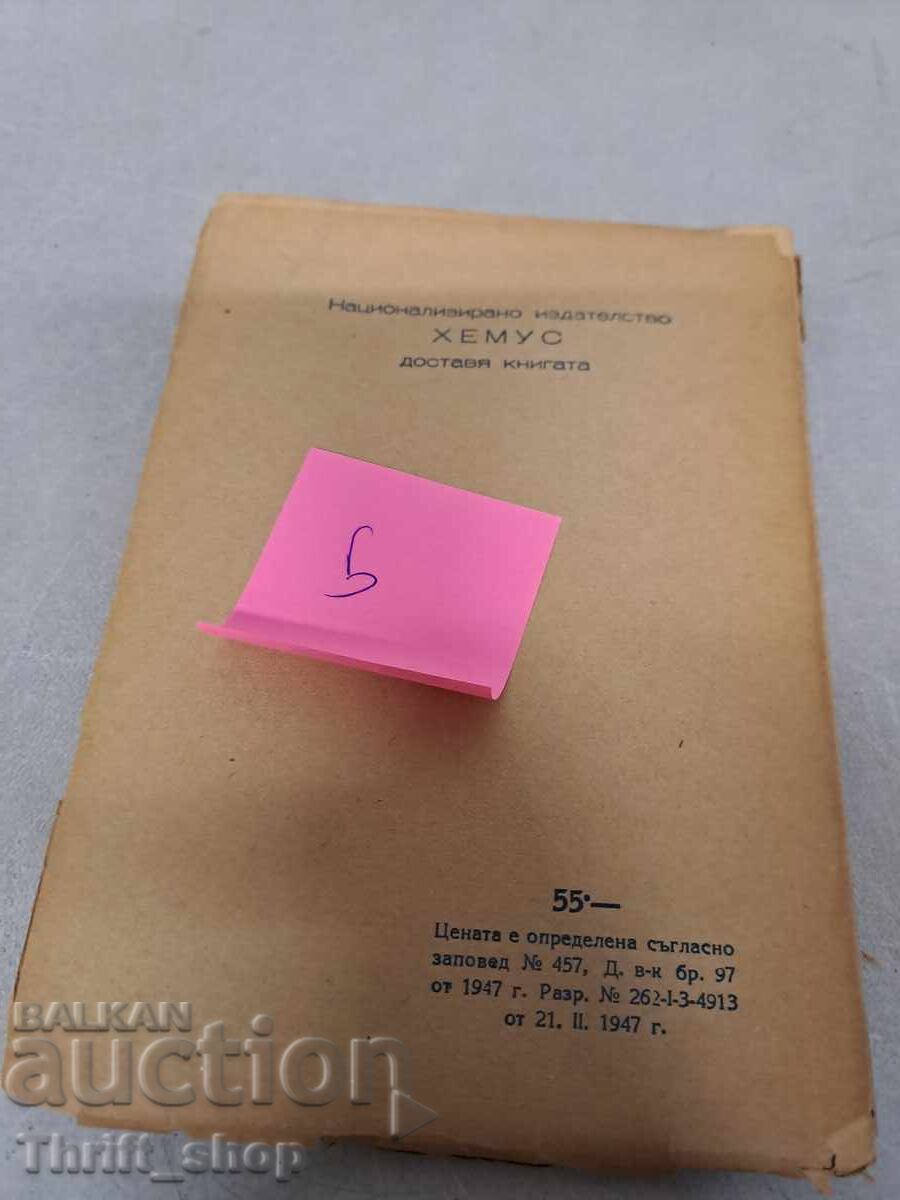 Национализирано издателство
ХЕМУС
доставя книгата
55·—
Цената е определена съгласно
заповед № 457, Д. в-к бр. 97
от 1947 г. Разр. № 262-I-3-4913
от 21. II. 1947 г.
BALKAN
auction
Thrift_shop